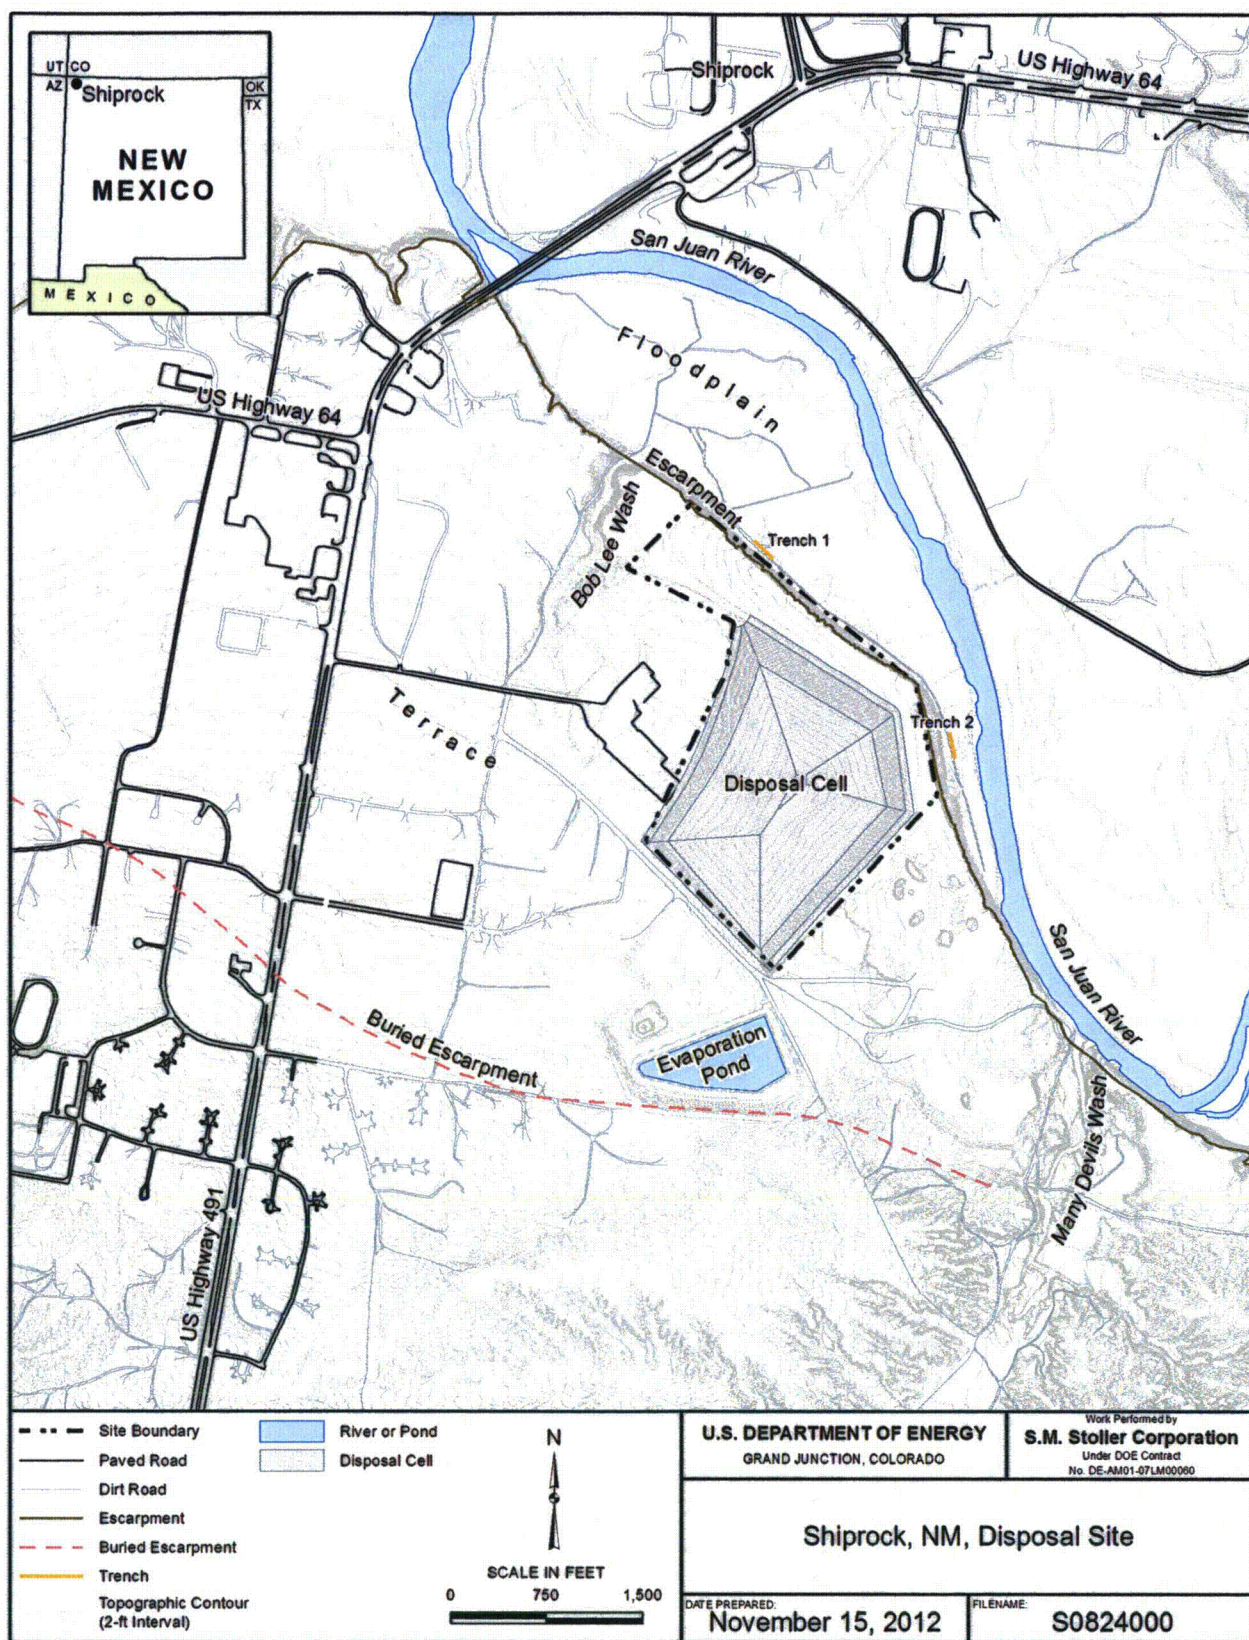 UT CO
AZ Shiprock OK
TX
NEW
MEXICO
MEXICO
Shiprock
US Highway 64
San Juan River
Floodplain
US Highway 64
Escarpment
Bob Lee Wash
Trench 1
Terrace
Trench 2
Disposal Cell
San Juan River
Buried Escarpment
Evaporation
Pond
Many Devils Wash
US Highway 491
Site Boundary
Paved Road
Dirt Road
Escarpment
Buried Escarpment
Trench
Topographic Contour
(2-ft Interval)
River or Pond
Disposal Cell
N
SCALE IN FEET
0 750 1,500
U.S. DEPARTMENT OF ENERGY
GRAND JUNCTION, COLORADO
Work Performed by
S.M. Stoller Corporation
Under DOE Contract
No. DE-AM01-07LM00060
Shiprock, NM, Disposal Site
DATE PREPARED:
November 15, 2012
FILENAME:
S0824000